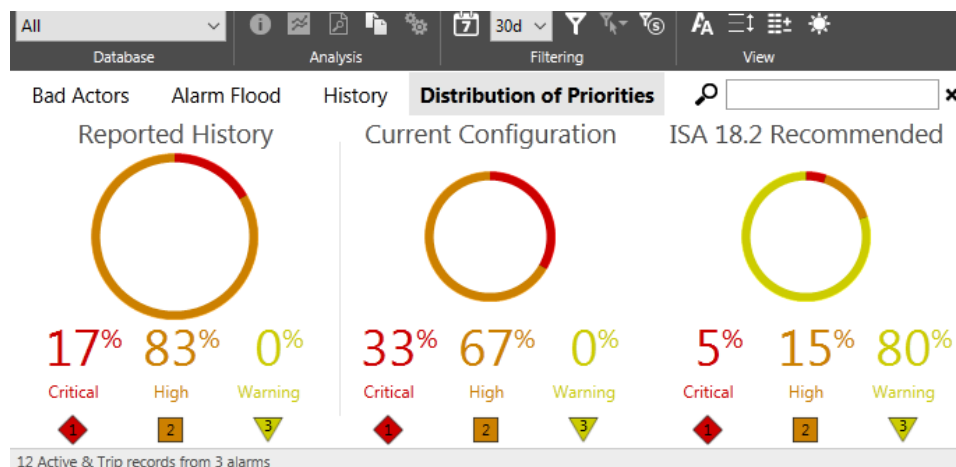 All
7
30d
S
AA
Database
Analysis
Filtering
View
Bad Actors
Alarm Flood
History
Distribution of Priorities
Reported History
Current Configuration
ISA 18.2 Recommended
17% 83% 0%
Critical High Warning
1 2 3
33% 67% 0%
Critical High Warning
1 2 3
5% 15% 80%
Critical High Warning
1 2 3
12 Active & Trip records from 3 alarms